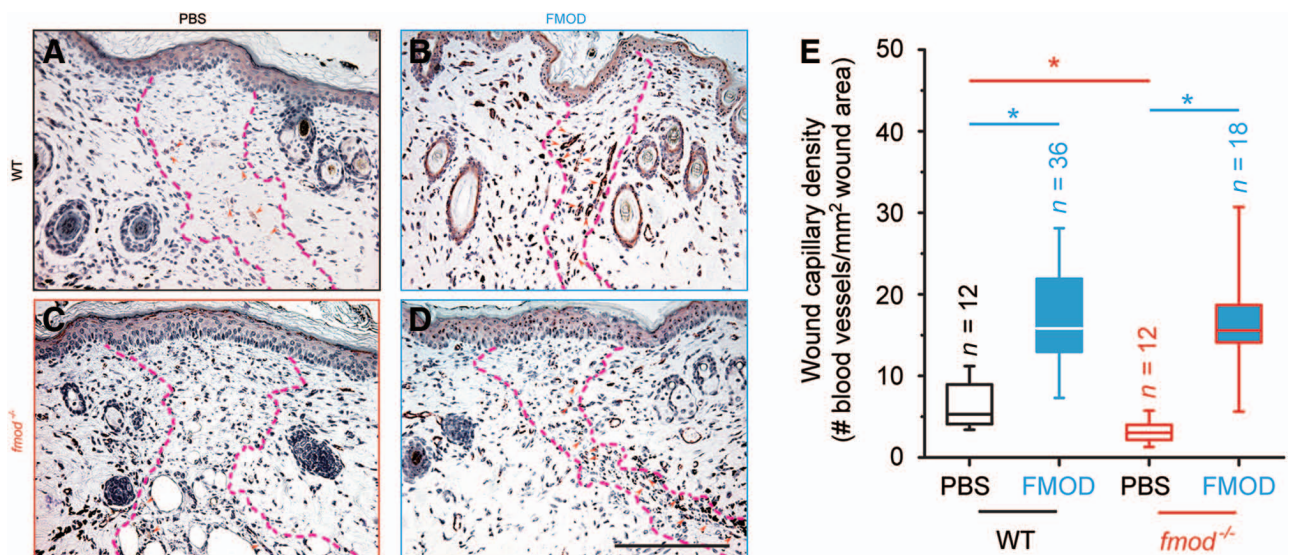 PBS
FMOD
WT
fmod-/-
A
B
C
D
E
Wound capillary density
(# blood vessels/mm² wound area)
50
40
30
20
10
0
*
*
*
n = 12
n = 36
n = 12
n = 18
PBS FMOD PBS FMOD
WT fmod-/-